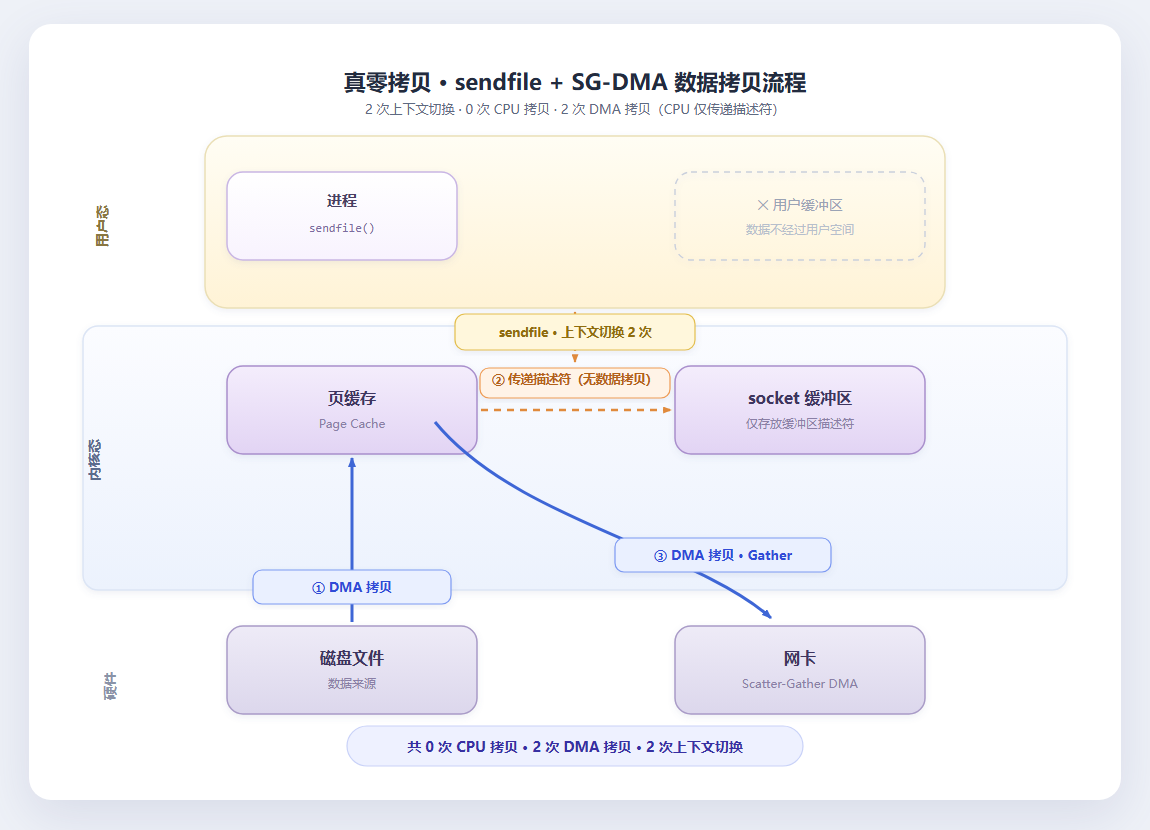 真零拷贝 • sendfile + SG-DMA 数据拷贝流程
2 次上下文切换 · 0 次 CPU 拷贝 · 2 次 DMA 拷贝（CPU 仅传递描述符）
用户态
进程
sendfile()
× 用户缓冲区
数据不经过用户空间
sendfile • 上下文切换 2 次
内核态
页缓存
Page Cache
② 传递描述符（无数据拷贝）
socket 缓冲区
仅存放缓冲区描述符
③ DMA 拷贝 • Gather
① DMA 拷贝
硬件
磁盘文件
数据来源
网卡
Scatter-Gather DMA
共 0 次 CPU 拷贝 • 2 次 DMA 拷贝 • 2 次上下文切换